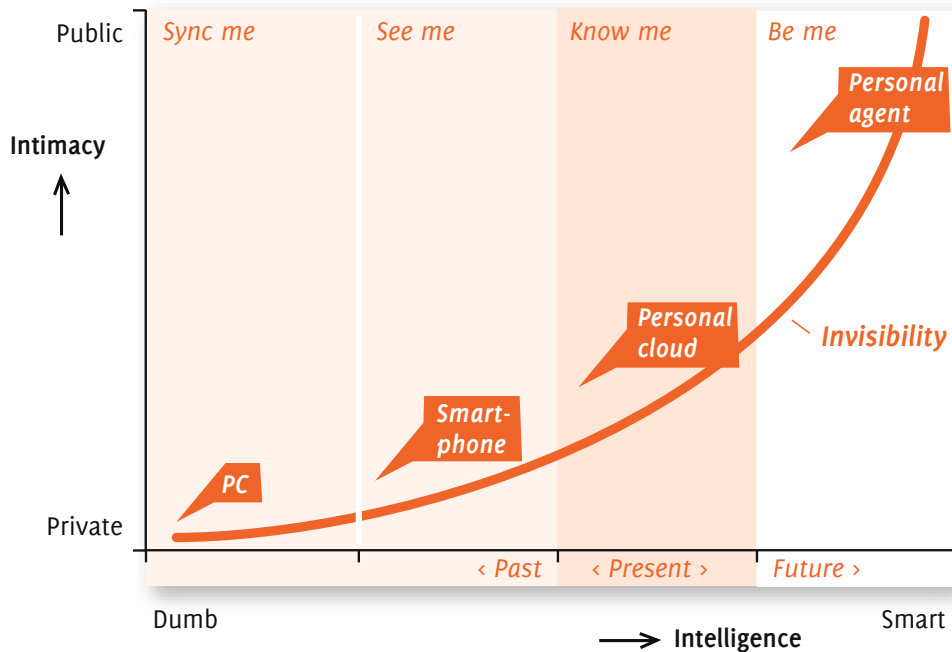 Public
Sync me
See me
Know me
Be me
Personal
agent
Intimacy
Personal
cloud
Invisibility
Smart-
phone
PC
Private
< Past
< Present >
Future >
Dumb
Smart
Intelligence